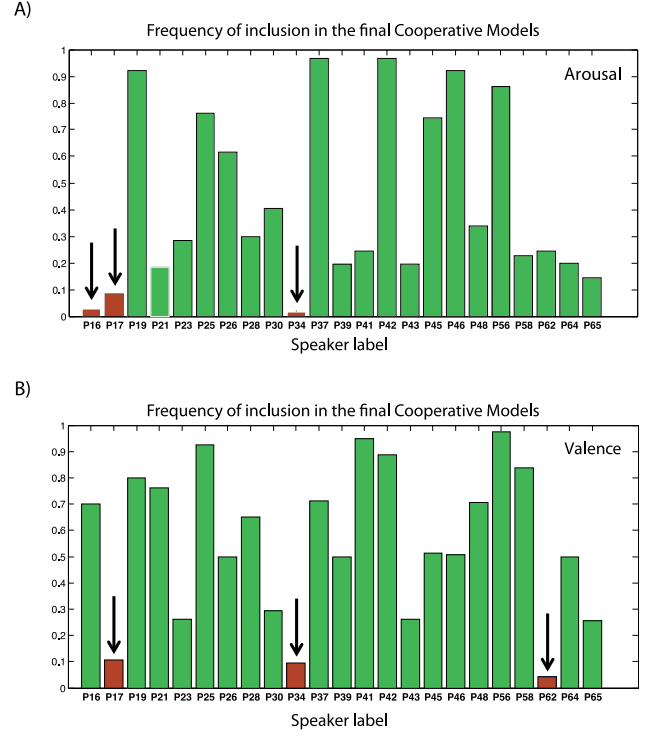 A)
Frequency of inclusion in the final Cooperative Models
Arousal
1
0.9
0.8
0.7
0.6
0.5
0.4
0.3
0.2
0.1
0
P16 P17 P19 P21 P23 P25 P26 P28 P30 P34 P37 P39 P41 P42 P43 P45 P46 P48 P56 P58 P62 P64 P65
Speaker label
B)
Frequency of inclusion in the final Cooperative Models
Valence
1
0.9
0.8
0.7
0.6
0.5
0.4
0.3
0.2
0.1
0
P16 P17 P19 P21 P23 P25 P26 P28 P30 P34 P37 P39 P41 P42 P43 P45 P46 P48 P56 P58 P62 P64 P65
Speaker label